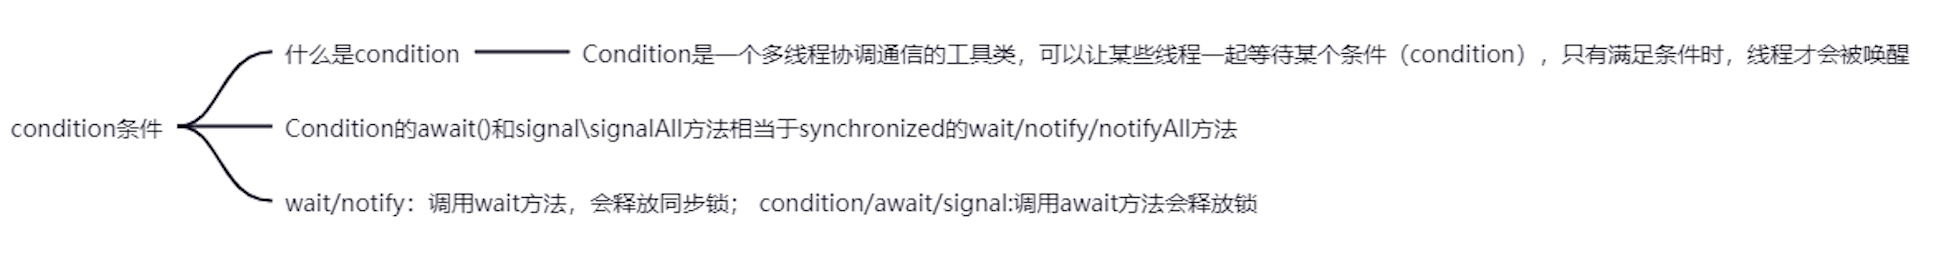 什么是condition
Condition是一个多线程协调通信的工具类，可以让某些线程一起等待某个条件（condition），只有满足条件时，线程才会被唤醒
condition条件
Condition的await()和signal\signalAll方法相当于synchronized的wait/notify/notifyAll方法
wait/notify：调用wait方法，会释放同步锁； condition/await/signal:调用await方法会释放锁